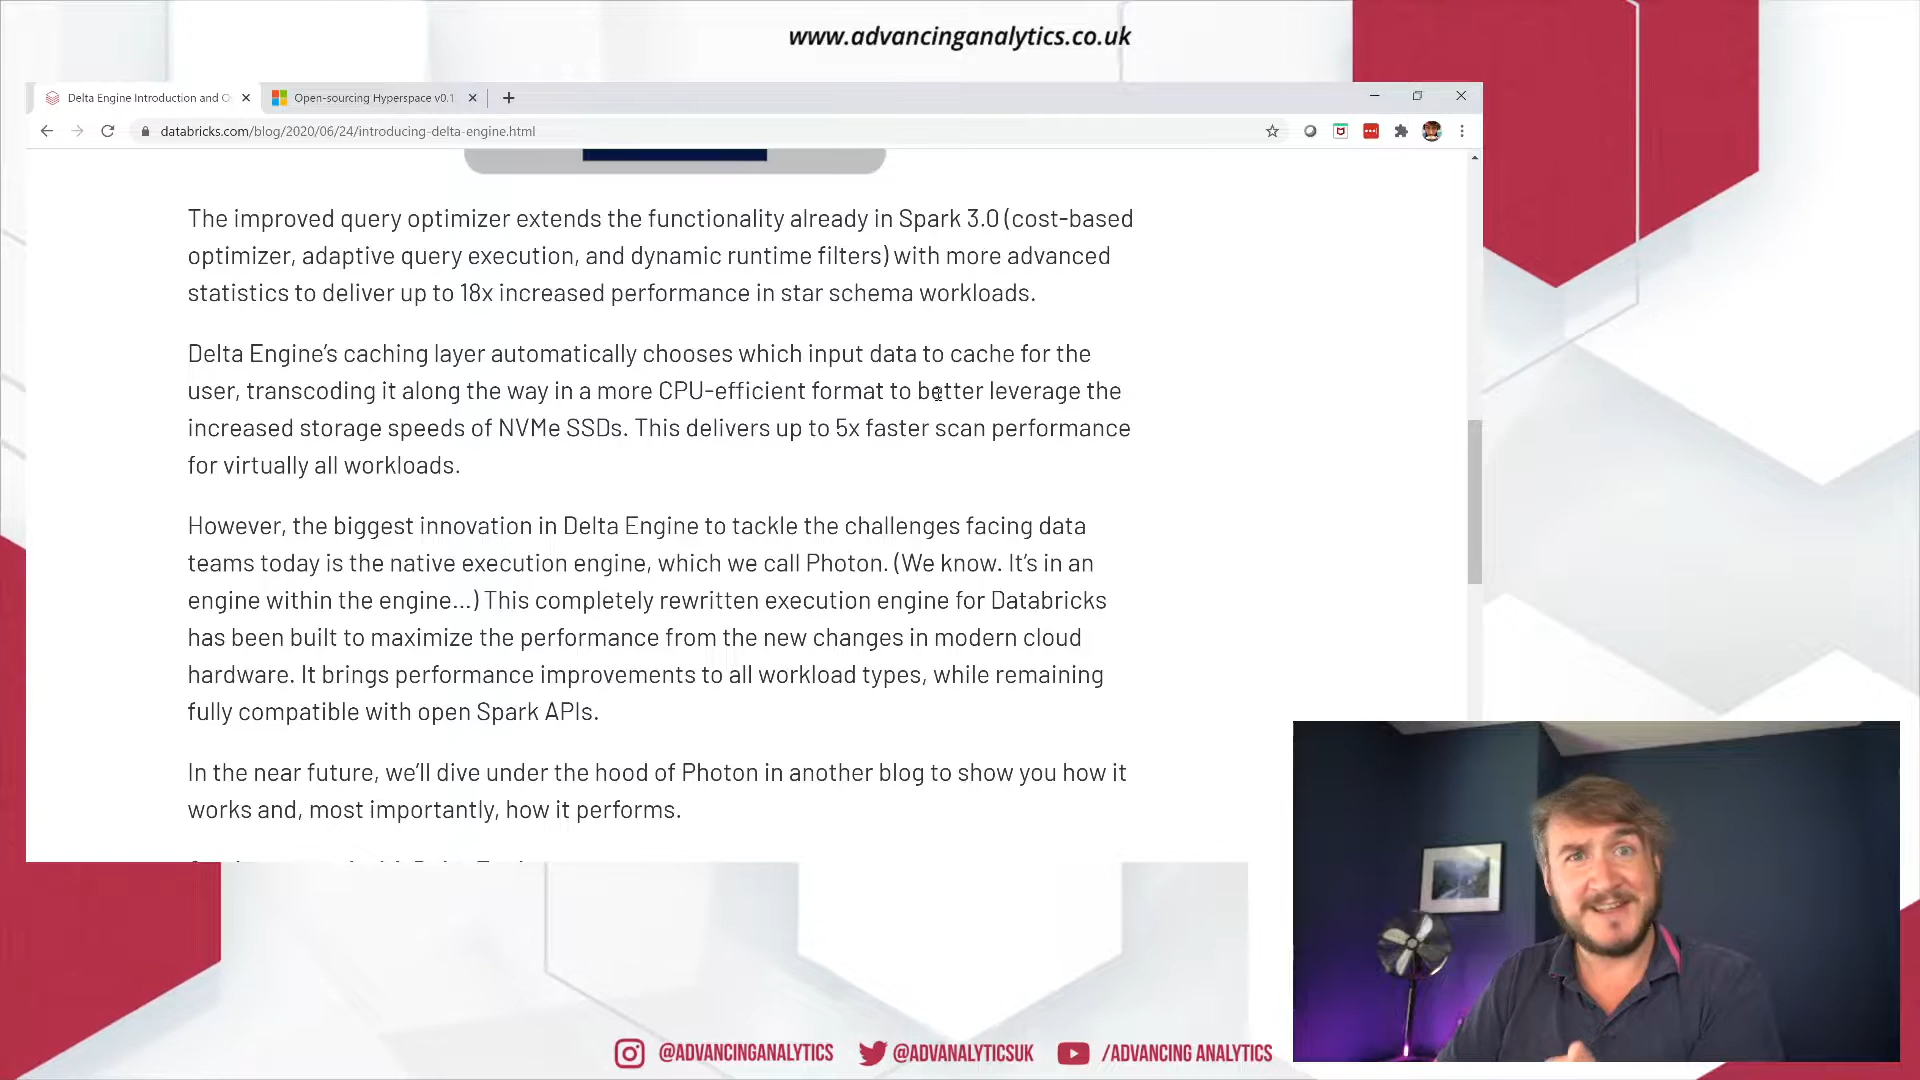 www.advancinganalytics.co.uk
Delta Engine Introduction and O
Open-sourcing Hyperspace v0.1
databricks.com/blog/2020/06/24/introducing-delta-engine.html
The improved query optimizer extends the functionality already in Spark 3.0 (cost-based
optimizer, adaptive query execution, and dynamic runtime filters) with more advanced
statistics to deliver up to 18x increased performance in star schema workloads.
Delta Engine’s caching layer automatically chooses which input data to cache for the
user, transcoding it along the way in a more CPU-efficient format to better leverage the
increased storage speeds of NVMe SSDs. This delivers up to 5x faster scan performance
for virtually all workloads.
However, the biggest innovation in Delta Engine to tackle the challenges facing data
teams today is the native execution engine, which we call Photon. (We know. It’s in an
engine within the engine…) This completely rewritten execution engine for Databricks
has been built to maximize the performance from the new changes in modern cloud
hardware. It brings performance improvements to all workload types, while remaining
fully compatible with open Spark APIs.
In the near future, we’ll dive under the hood of Photon in another blog to show you how it
works and, most importantly, how it performs.
@ADVANCINGANALYTICS
@ADVANALYTICSUK
/ADVANCING ANALYTICS